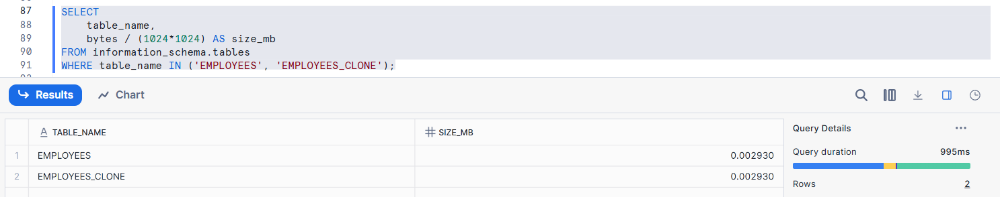 87 SELECT
88 table_name,
89 bytes / (1024*1024) AS size_mb
90 FROM information_schema.tables
91 WHERE table_name IN ('EMPLOYEES', 'EMPLOYEES_CLONE');
Results Chart
TABLE_NAME SIZE_MB
1 EMPLOYEES 0.002930
2 EMPLOYEES_CLONE 0.002930
Query Details ...
Query duration 995ms
Rows 2